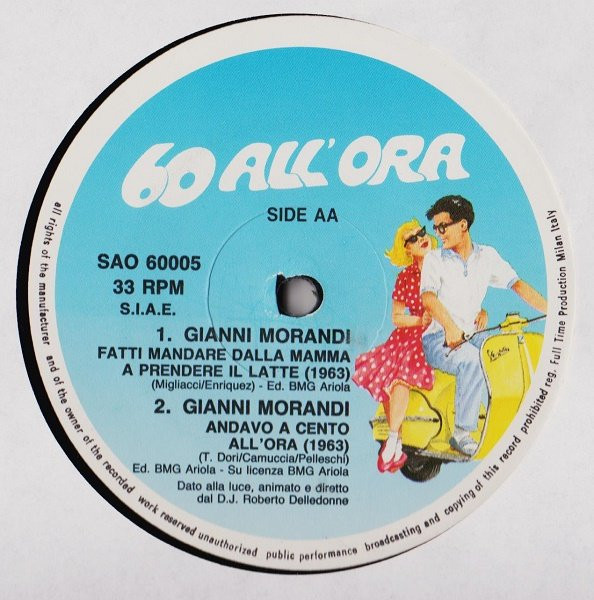 60 ALL'ORA
SIDE AA
SAO 60005
33 RPM
S.I.A.E.
1. GIANNI MORANDI
FATTI MANDARE DALLA MAMMA
A PRENDERE IL LATTE (1963)
(Migliacci/Enriquez) - Ed. BMG Ariola
2. GIANNI MORANDI
ANDAVO A CENTO
ALL'ORA (1963)
(T. Dori/Camuccia/Pelleschi)
Ed. BMG Ariola - Su licenza BMG Ariola
Dato alla luce, animato e diretto
dal D.J. Roberto Delledonne
all rights of the manufacturer and of the owner of the recorded work reserved unauthorized public performance broadcasting and copying of this record prohibited reg. Full Time Production Milan Italy
Vespa